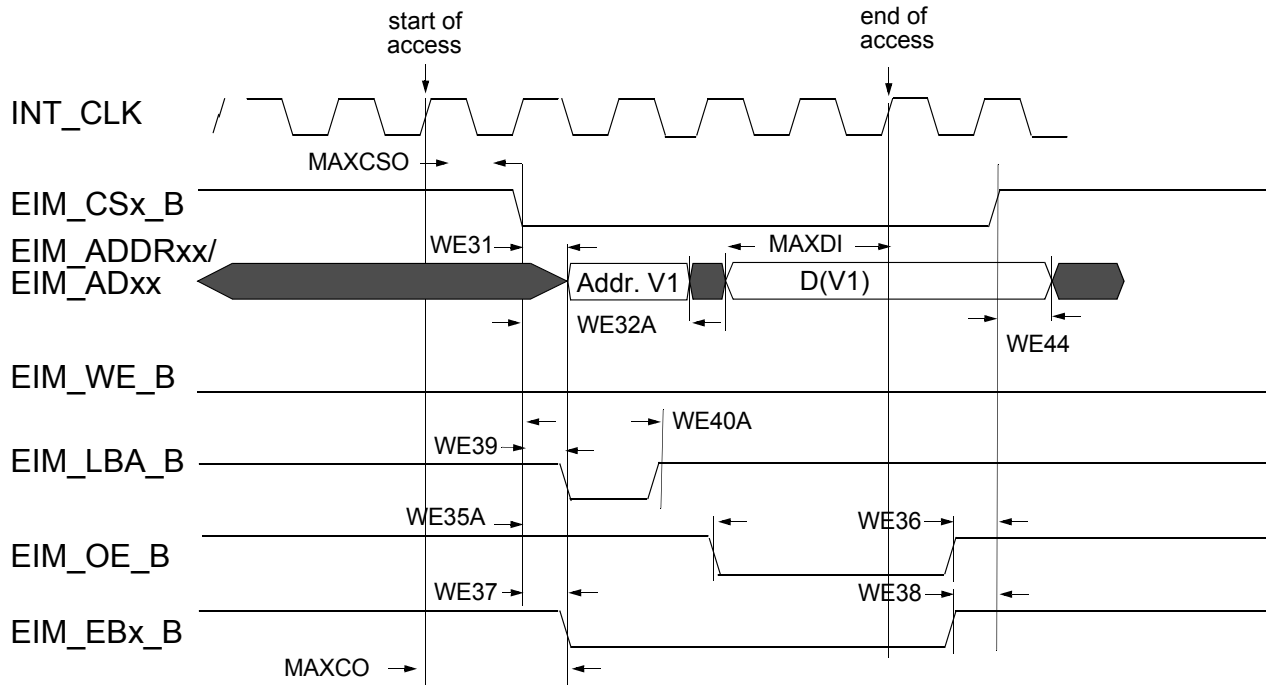 start of
access
end of
access
INT_CLK
MAXCSO
EIM_CSx_B
EIM_ADDRxx/
EIM_ADxx
WE31
MAXDI
Addr. V1
D(V1)
WE32A
WE44
EIM_WE_B
WE40A
WE39
EIM_LBA_B
WE35A
WE36
EIM_OE_B
WE37
WE38
EIM_EBx_B
MAXCO